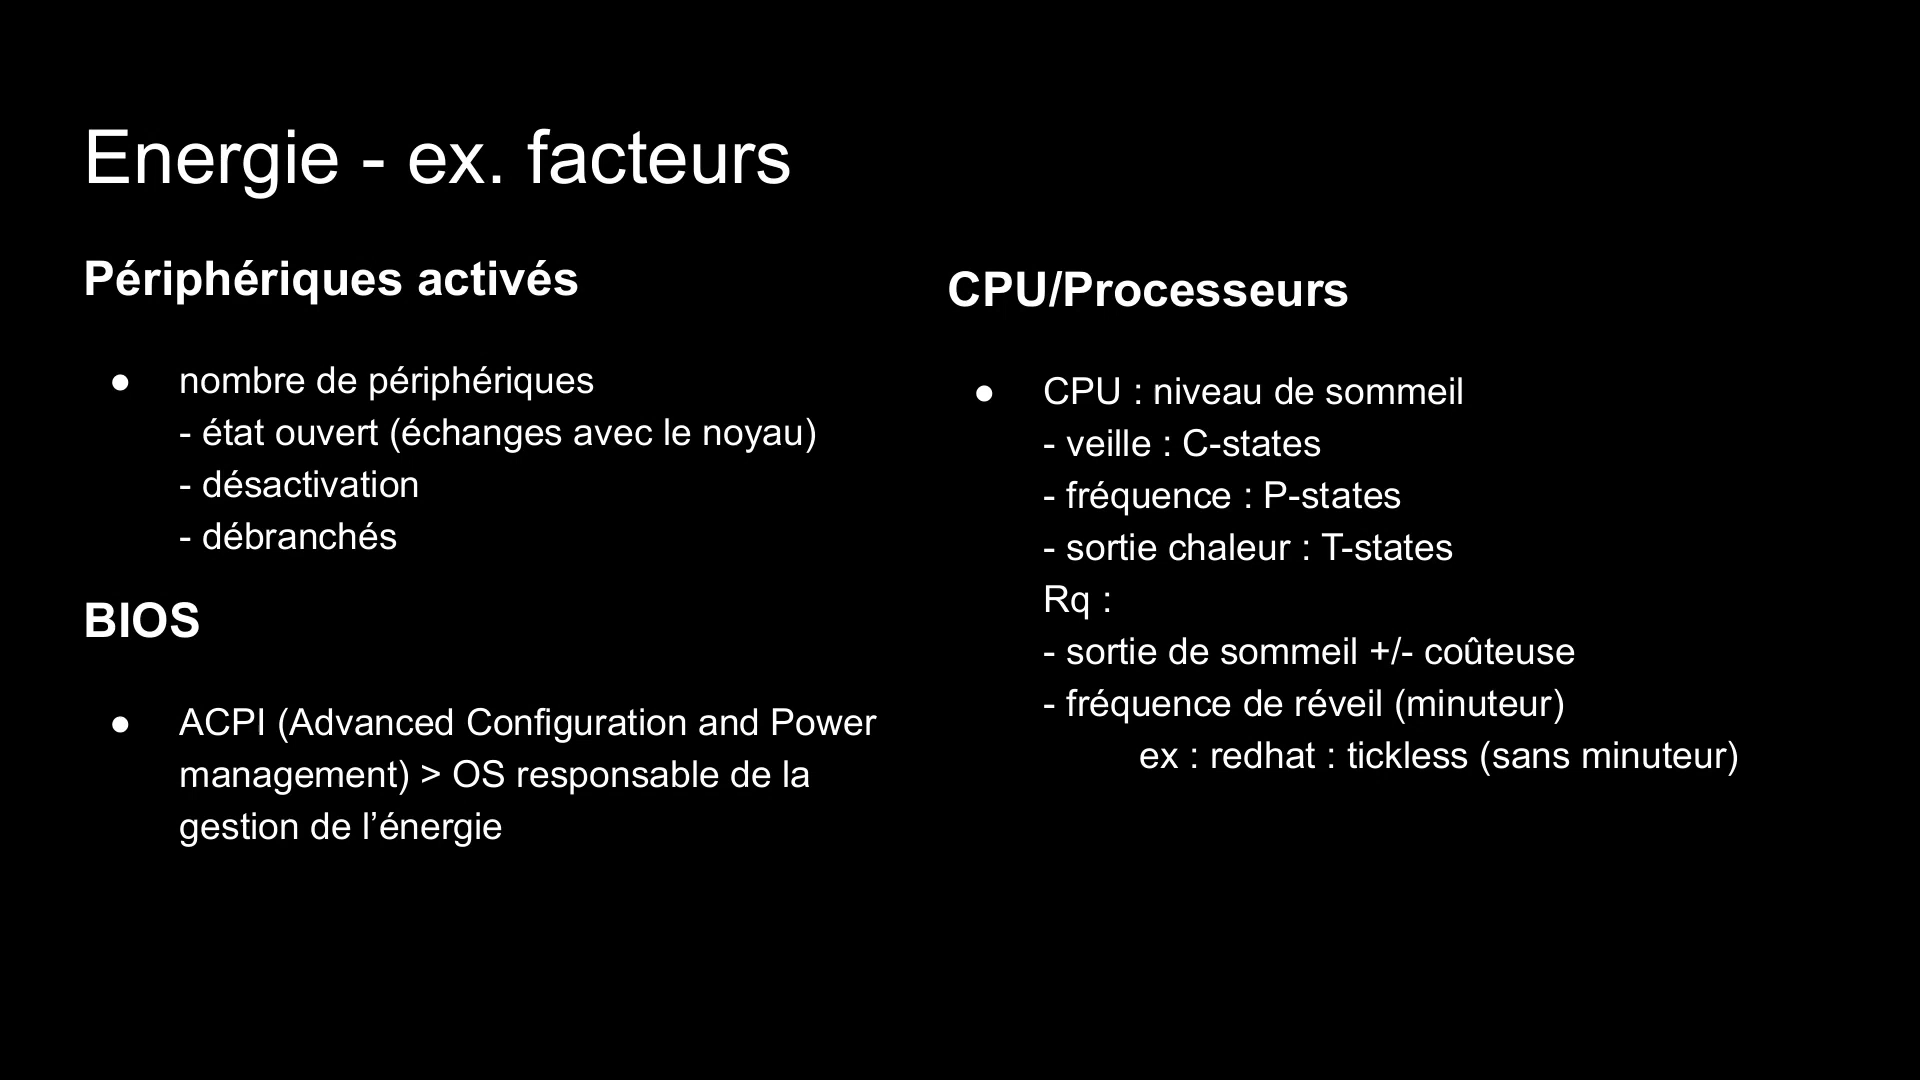 Energie - ex. facteurs
Périphériques activés
● nombre de périphériques
- état ouvert (échanges avec le noyau)
- désactivation
- débranchés
BIOS
● ACPI (Advanced Configuration and Power
management) > OS responsable de la
gestion de l’énergie
CPU/Processeurs
● CPU : niveau de sommeil
- veille : C-states
- fréquence : P-states
- sortie chaleur : T-states
Rq :
- sortie de sommeil +/- coûteuse
- fréquence de réveil (minuteur)
ex : redhat : tickless (sans minuteur)